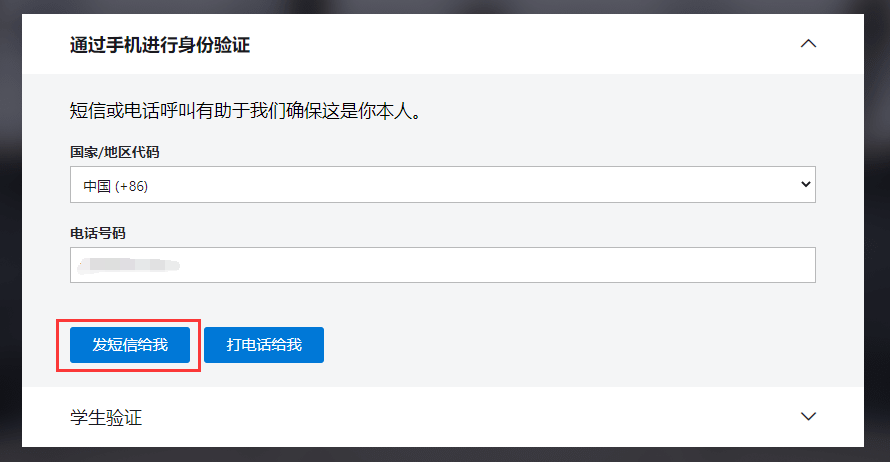 通过手机进行身份验证
短信或电话呼叫有助于我们确保这是你本人。
国家/地区代码
中国 (+86)
电话号码
发短信给我
打电话给我
学生验证